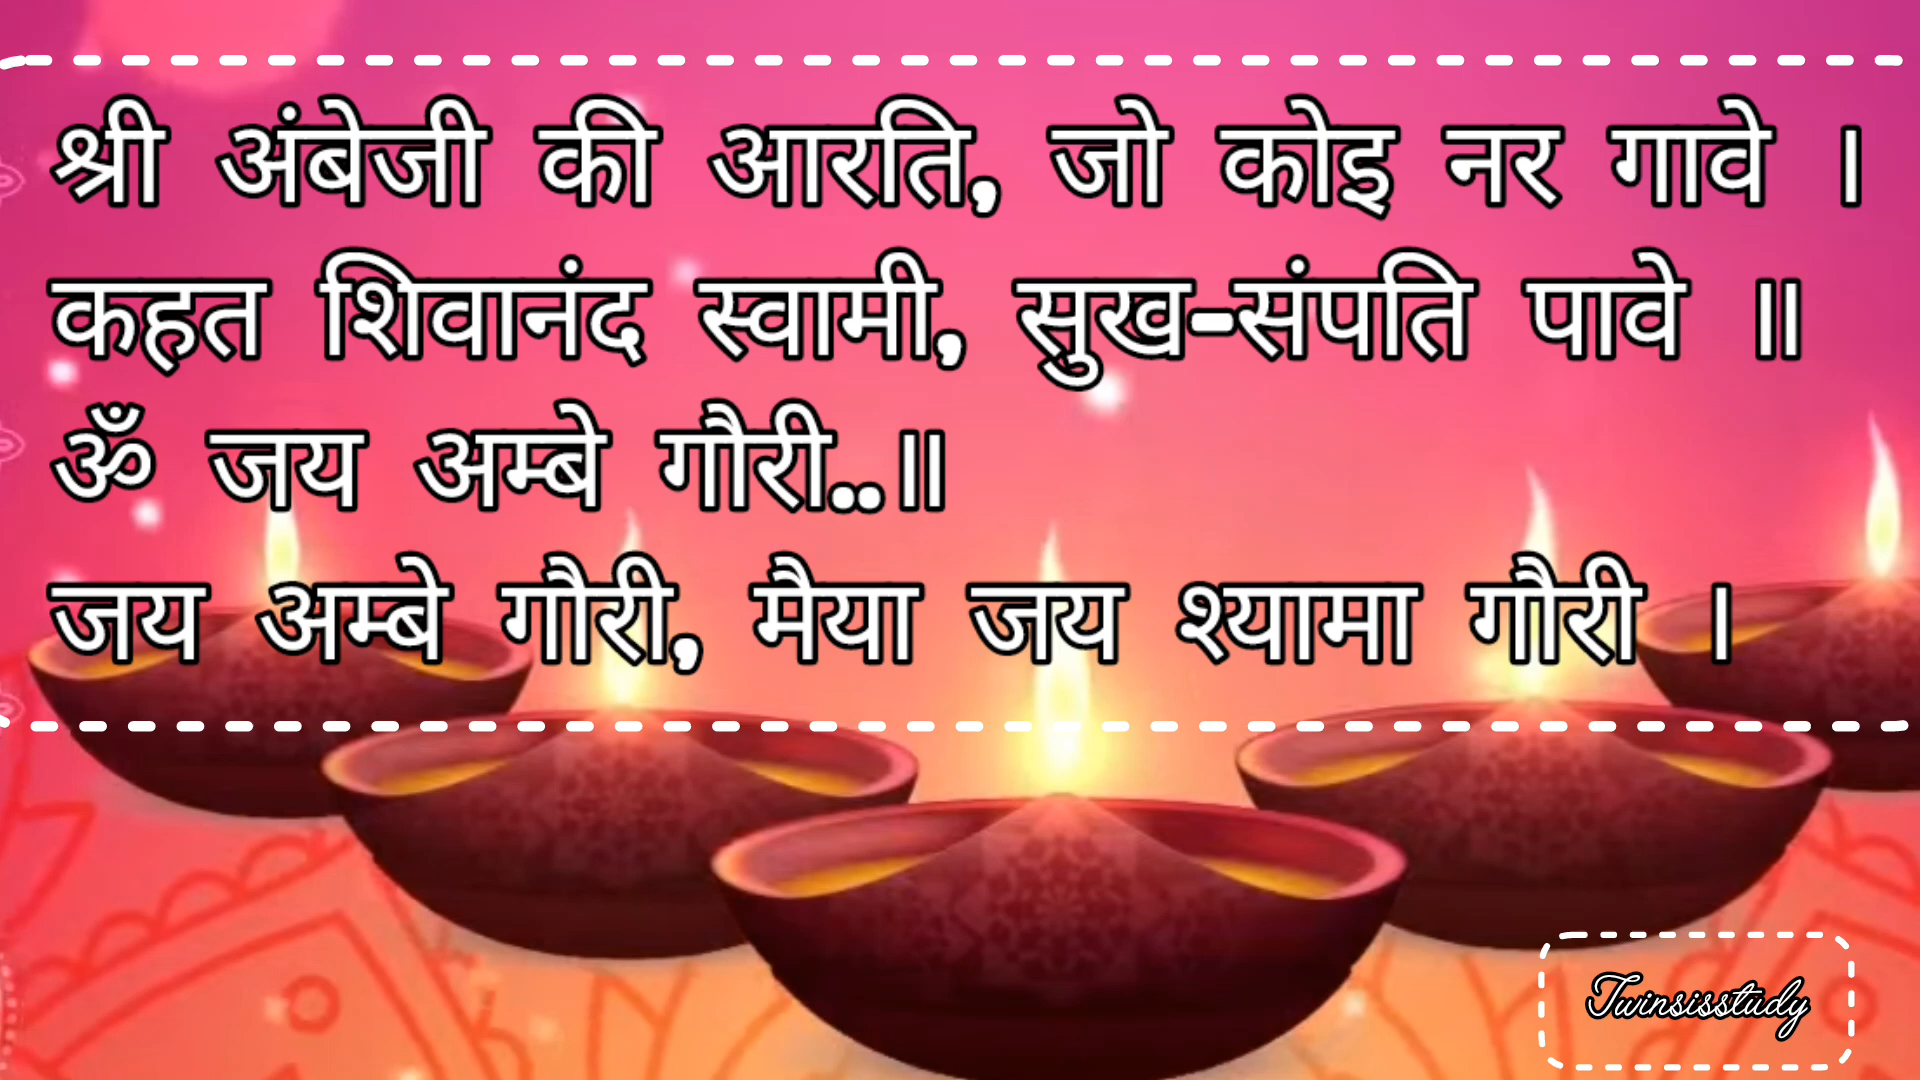 श्री अंबेजी की आरति, जो कोइ नर गावे ।
कहत शिवानंद स्वामी, सुख-संपति पावे ॥
ॐ जय अम्बे गौरी..॥
जय अम्बे गौरी, मैया जय श्यामा गौरी ।
Twinsisstudy